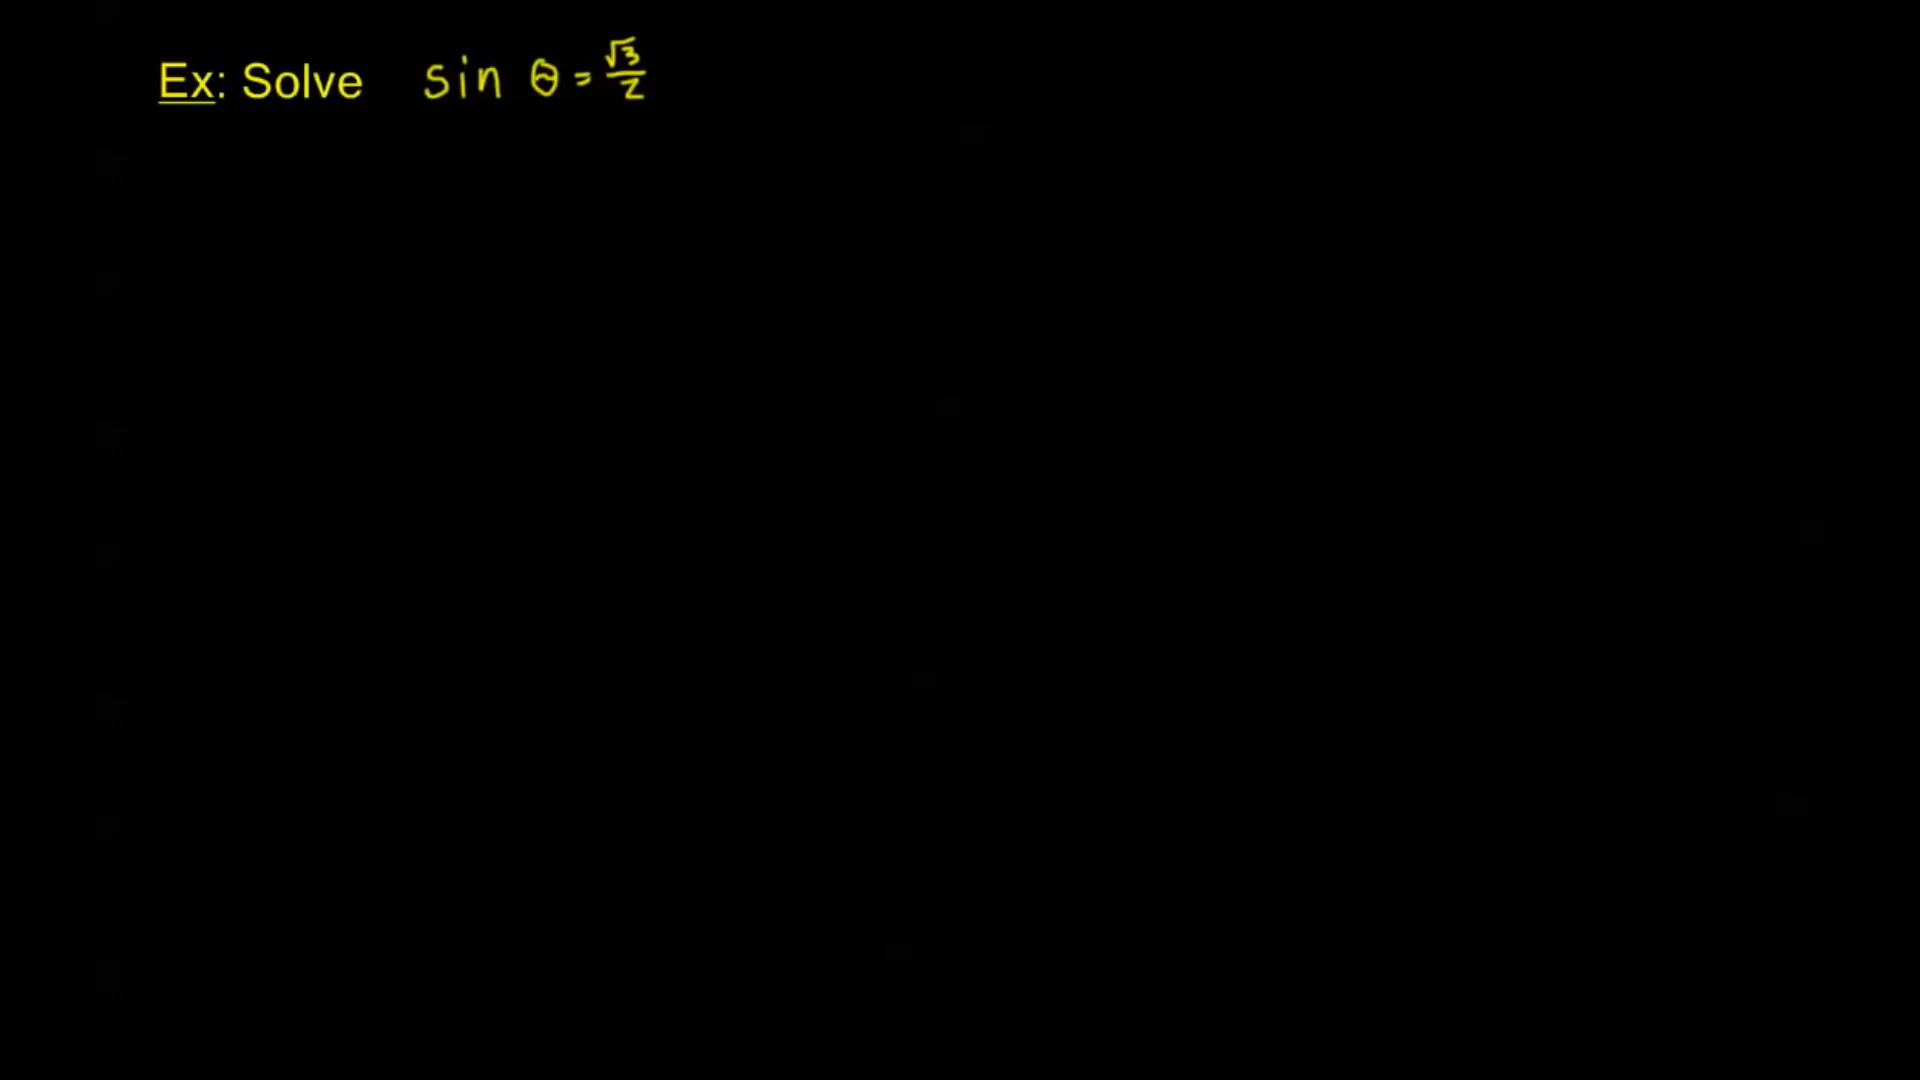 Ex: Solve sin θ = √3/2